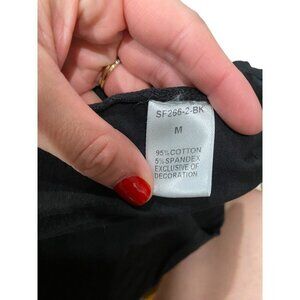 SF266-2-BK
M
95%COTTON
5%SPANDEX
EXCLUSIVE OF
DECORATION